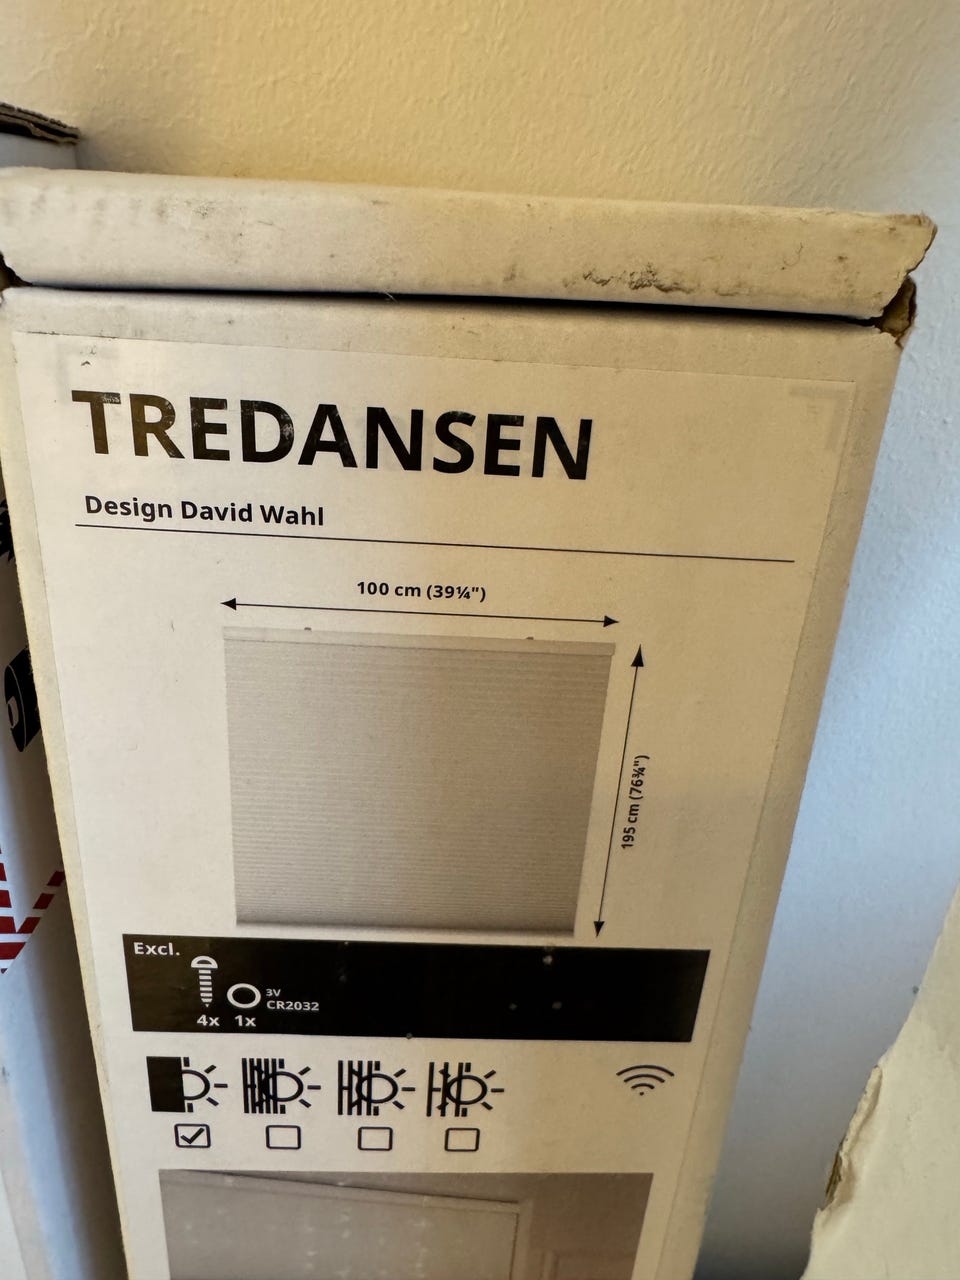 TREDANSEN
Design David Wahl
100 cm (39¼")
195 cm (76¾")
Excl.
3V
CR2032
4x 1x